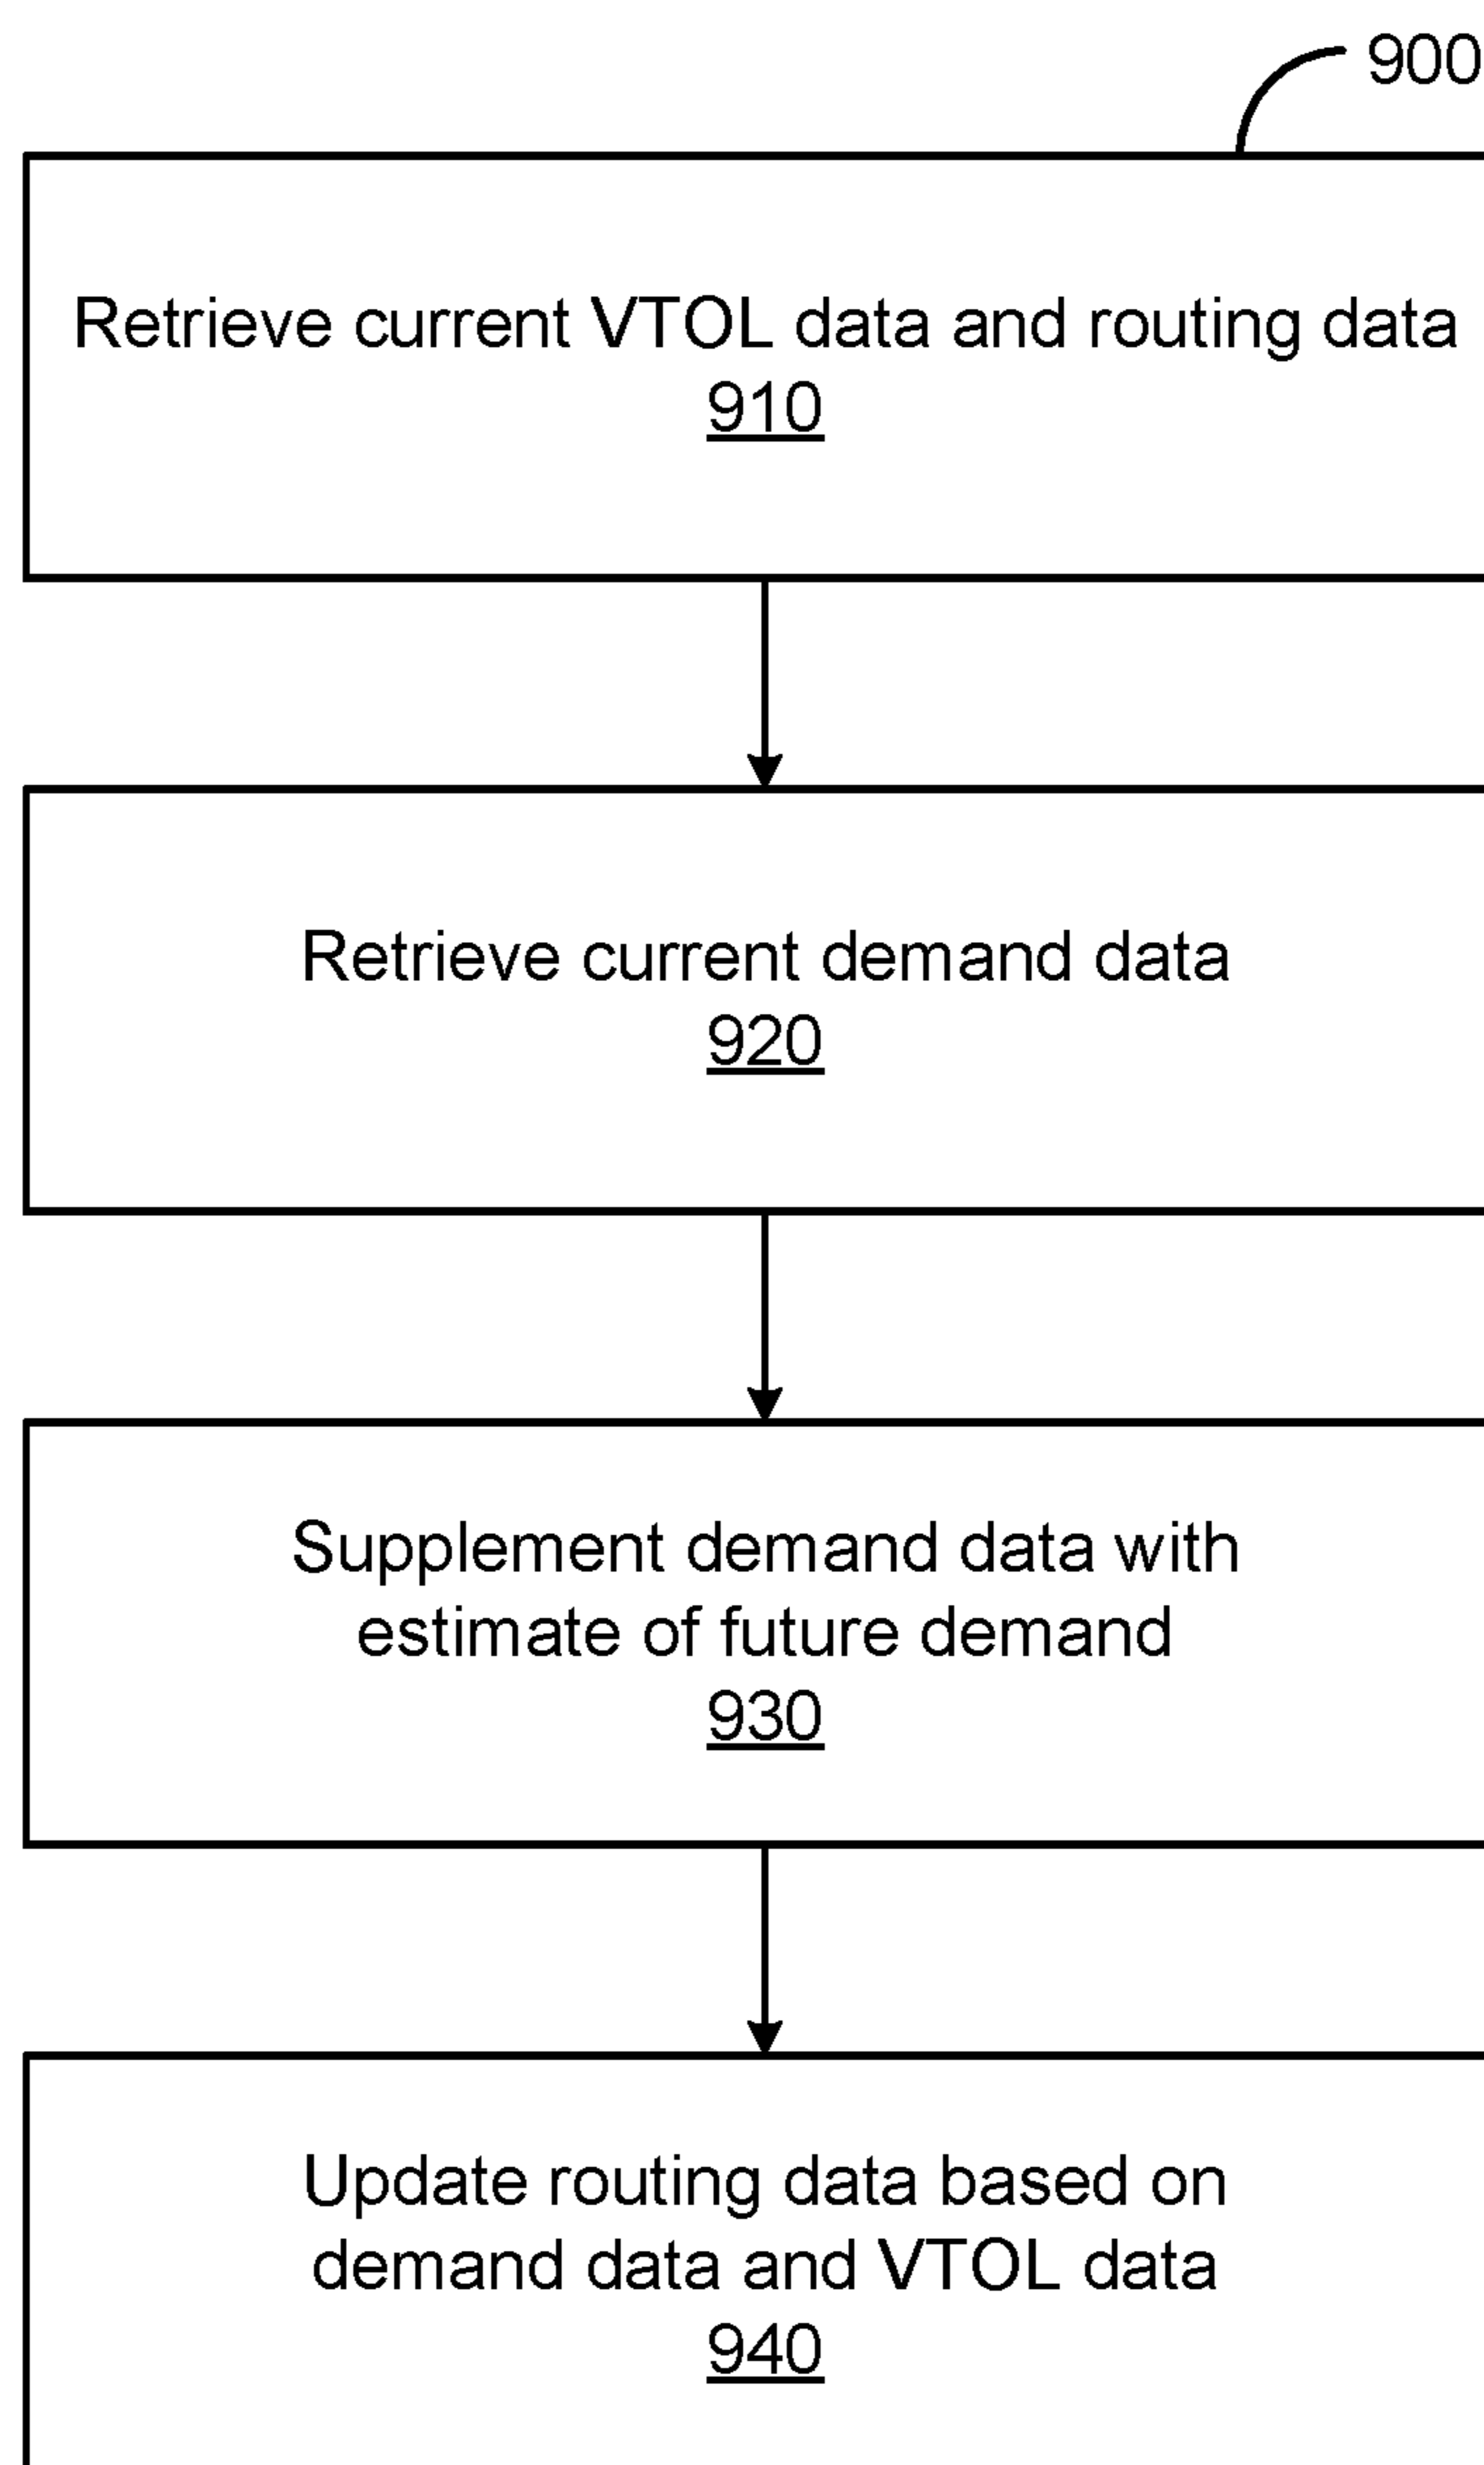 900
Retrieve current VTOL data and routing data
910
Retrieve current demand data
920
Supplement demand data with
estimate of future demand
930
Update routing data based on
demand data and VTOL data
940